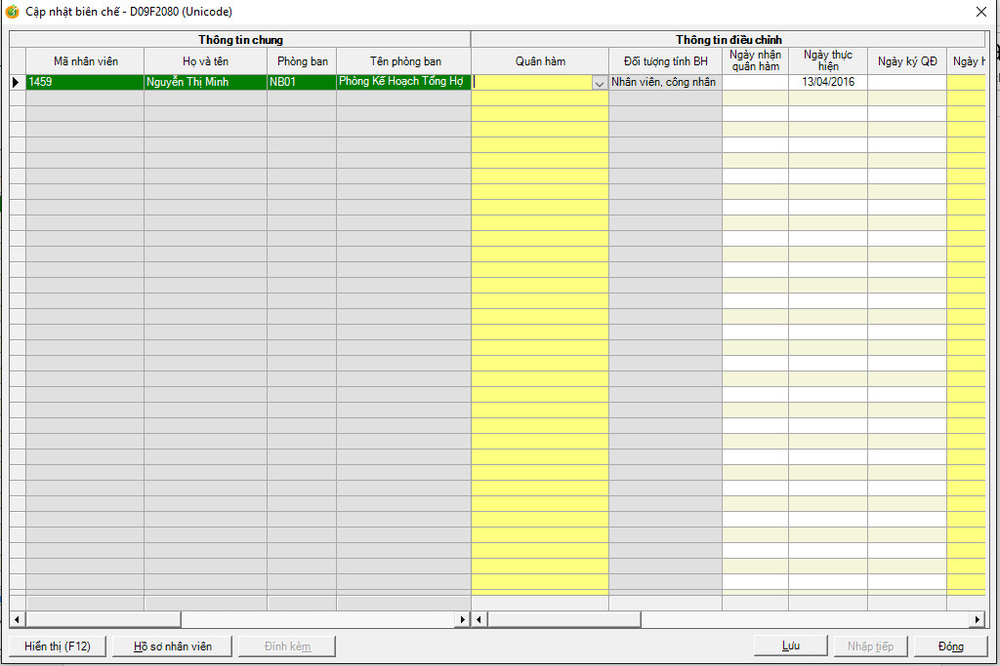 Cập nhật biên chế - D09F2080 (Unicode)
Thông tin chung
Thông tin điều chỉnh
Mã nhân viên
Họ và tên
Phòng ban
Tên phòng ban
Quân hàm
Đối tượng tính BH
Ngày nhận
quân hàm
Ngày thực
hiện
Ngày ký QĐ
Ngày h
1459
Nguyễn Thị Minh
NB01
Phòng Kế Hoạch Tổng Hợ
Nhân viên, công nhân
13/04/2016
Hiển thị (F12)
Hồ sơ nhân viên
Đính kèm
Lưu
Nhập tiếp
Đóng